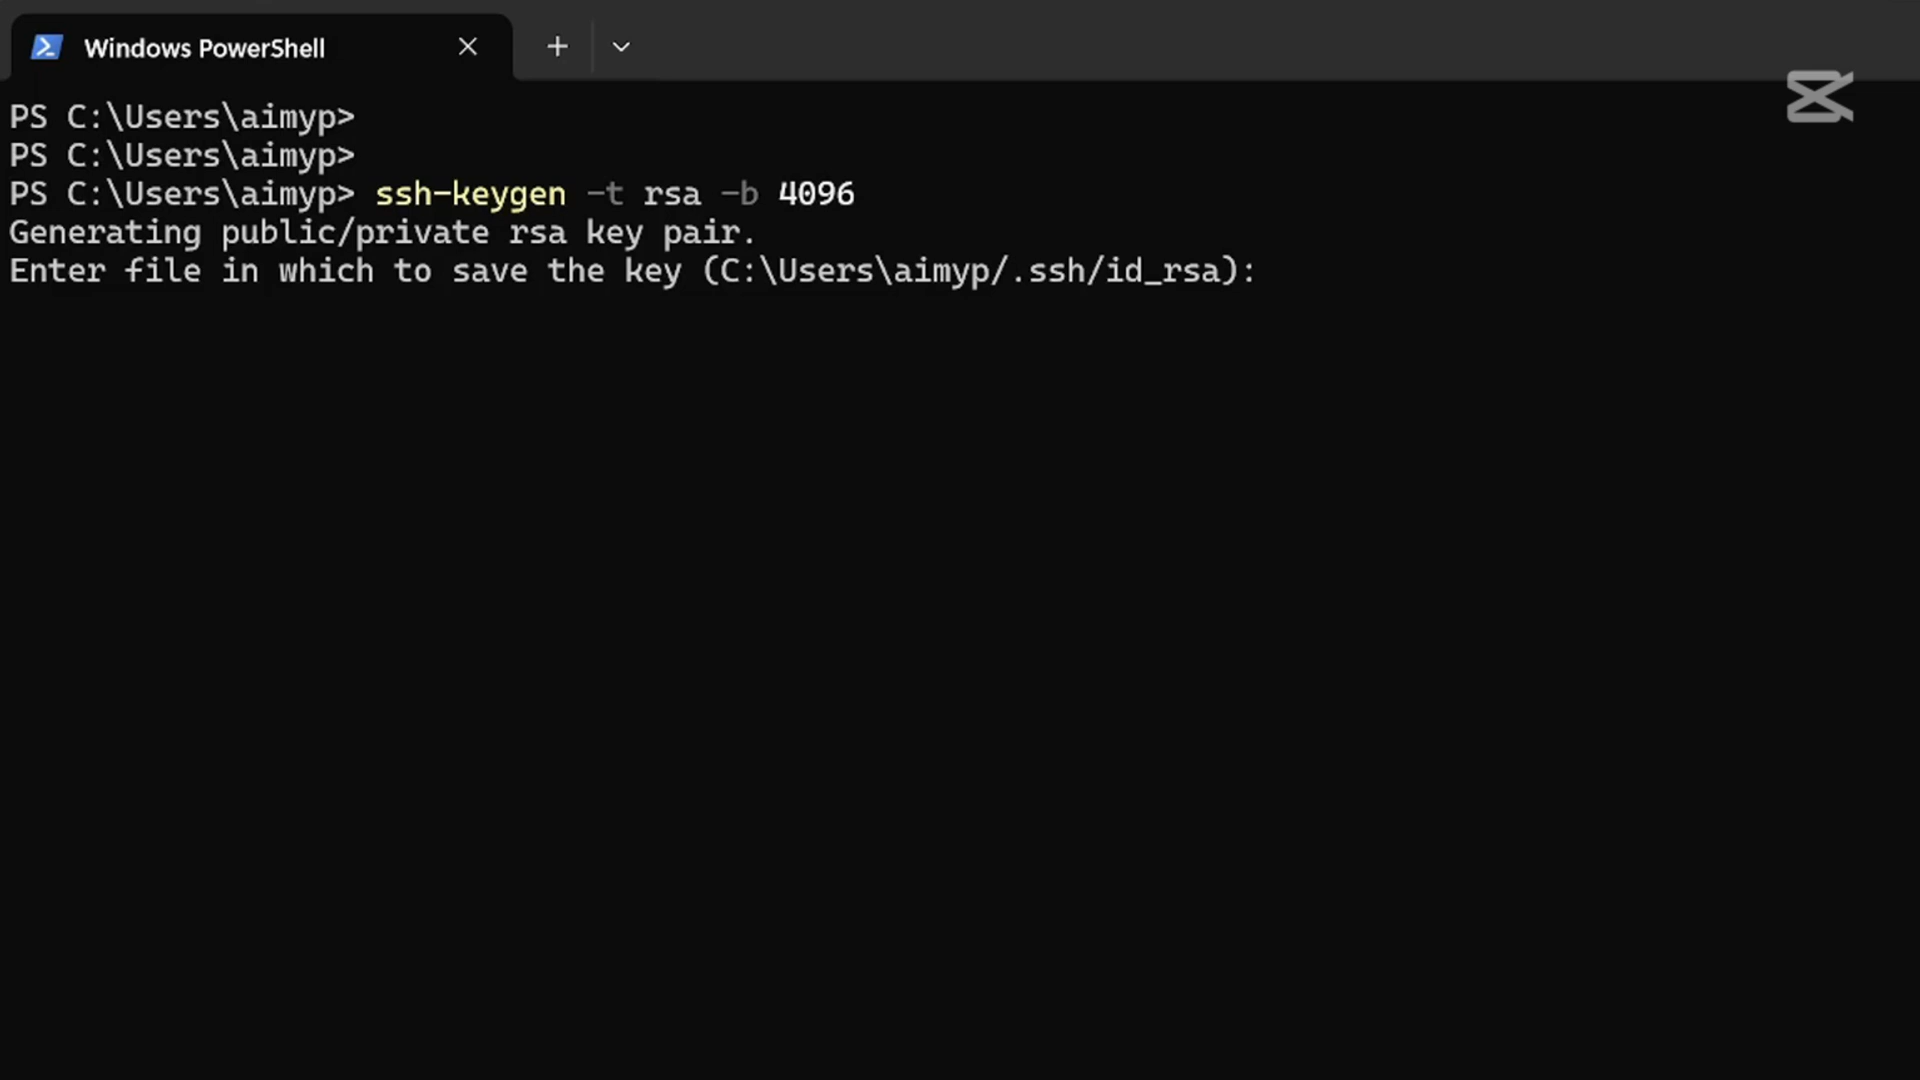 Windows PowerShell
PS C:\Users\aimyp>
PS C:\Users\aimyp>
PS C:\Users\aimyp> ssh-keygen -t rsa -b 4096
Generating public/private rsa key pair.
Enter file in which to save the key (C:\Users\aimyp/.ssh/id_rsa):